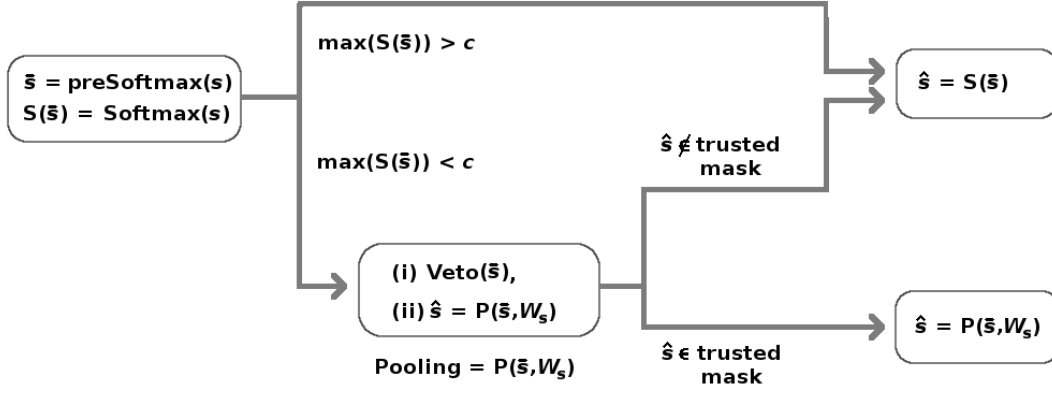 s̄ = preSoftmax(s)
S(s̄) = Softmax(s)
max(S(s̄)) > c
max(S(s̄)) < c
(i) Veto(s̄),
(ii) ŝ = P(s̄,Wₛ)
Pooling = P(s̄,Wₛ)
ŝ ∉ trusted
mask
ŝ ϵ trusted
mask
ŝ = S(s̄)
ŝ = P(s̄,Wₛ)